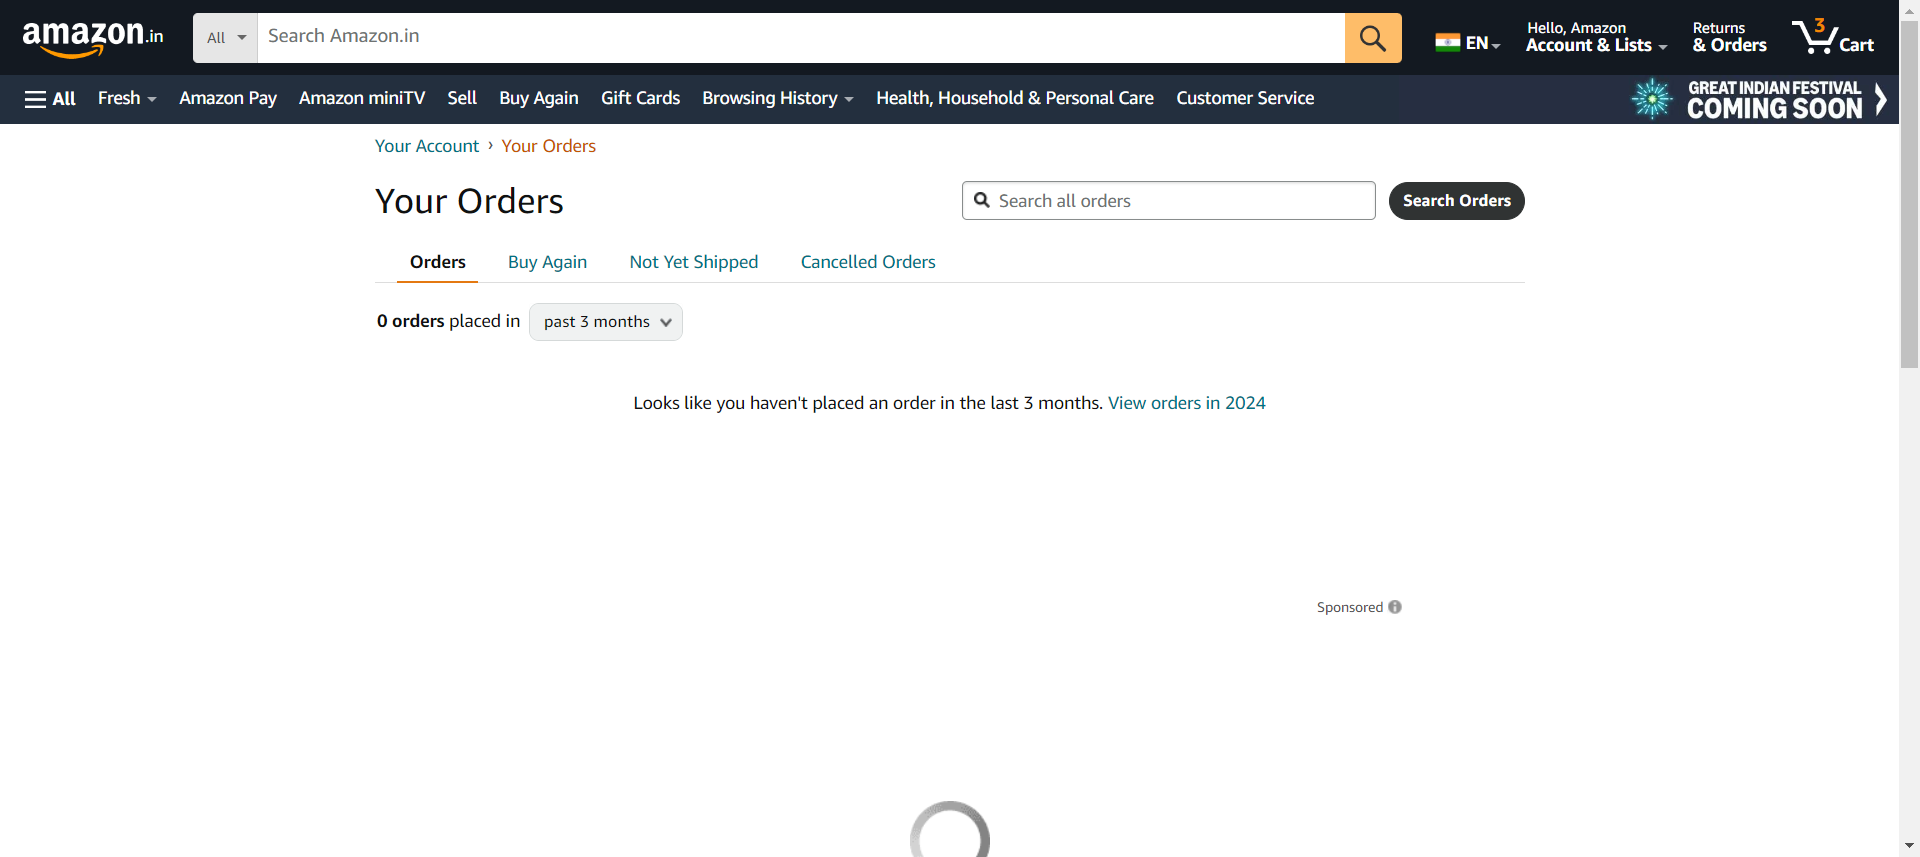 amazon.in
All
Search Amazon.in
EN
Hello, Amazon
Account & Lists
Returns
& Orders
3
Cart
All
Fresh
Amazon Pay
Amazon miniTV
Sell
Buy Again
Gift Cards
Browsing History
Health, Household & Personal Care
Customer Service
GREAT INDIAN FESTIVAL
COMING SOON
Your Account › Your Orders
Your Orders
Search all orders
Search Orders
Orders
Buy Again
Not Yet Shipped
Cancelled Orders
0 orders placed in
past 3 months
Looks like you haven't placed an order in the last 3 months. View orders in 2024
Sponsored